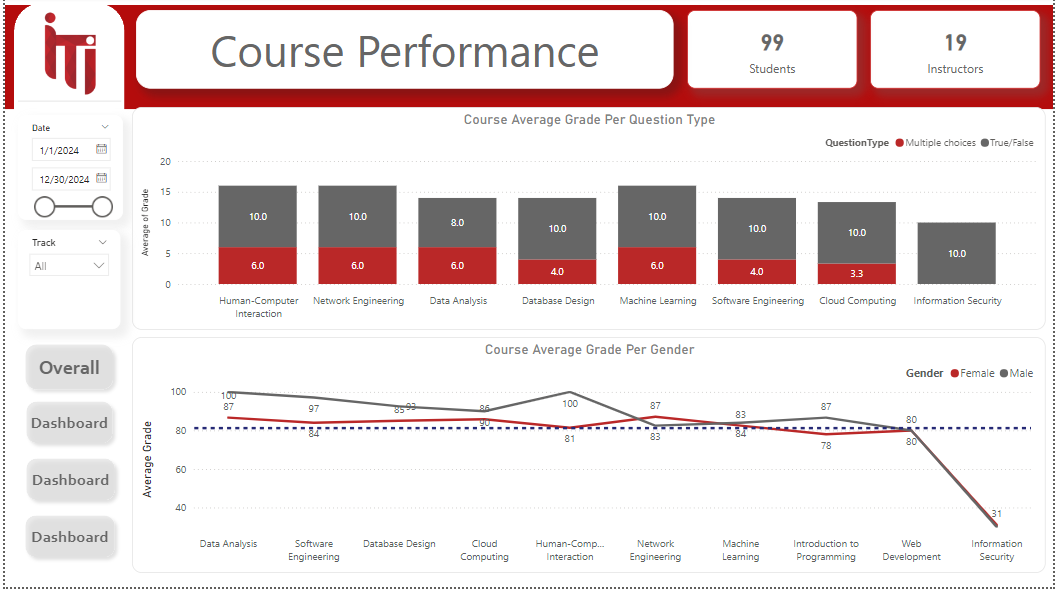 iTi
Course Performance
99
Students
19
Instructors
Date
1/1/2024
12/30/2024
Track
All
Overall
Dashboard
Dashboard
Dashboard
Course Average Grade Per Question Type
QuestionType Multiple choices True/False
Average of Grade
20
15
10
5
0
10.0 10.0 8.0 10.0 10.0 10.0 10.0 10.0
6.0 6.0 6.0 4.0 6.0 4.0 3.3
Human-Computer Interaction
Network Engineering
Data Analysis
Database Design
Machine Learning
Software Engineering
Cloud Computing
Information Security
Course Average Grade Per Gender
Gender Female Male
Average Grade
100
80
60
40
100 97 93 90 100 83 84 87 80
87 84 85 86 81 87 83 78 80 31
Data Analysis
Software Engineering
Database Design
Cloud Computing
Human-Comp... Interaction
Network Engineering
Machine Learning
Introduction to Programming
Web Development
Information Security